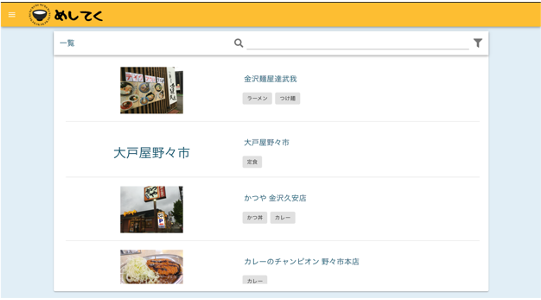 めしてく
一覧
金沢麺屋達武我
ラーメン
つけ麺
大戸屋野々市
大戸屋野々市
定食
かつや 金沢久安店
かつ丼
カレー
カレーのチャンピオン 野々市本店
カレー